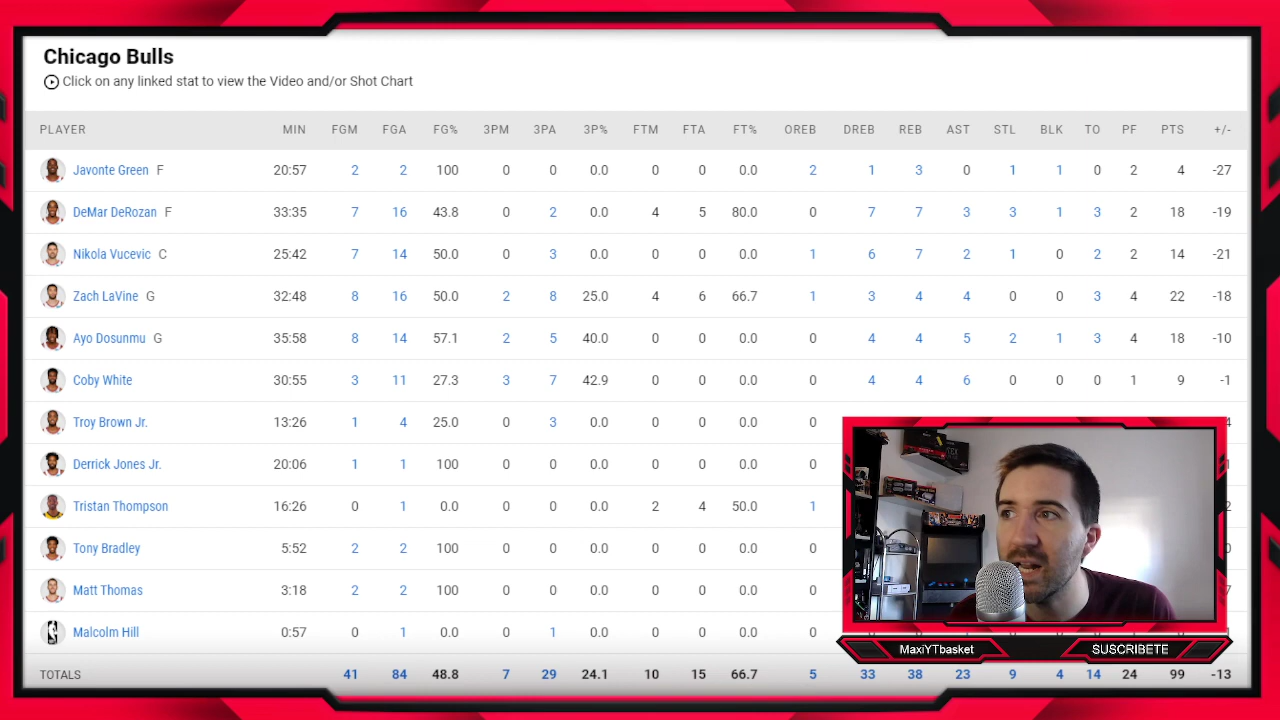 Chicago Bulls
Click on any linked stat to view the Video and/or Shot Chart
PLAYER MIN FGM FGA FG% 3PM 3PA 3P% FTM FTA FT% OREB DREB REB AST STL BLK TO PF PTS +/-
Javonte Green F 20:57 2 2 100 0 0 0.0 0 0 0.0 2 1 3 0 1 1 0 2 4 -27
DeMar DeRozan F 33:35 7 16 43.8 0 2 0.0 4 5 80.0 0 7 7 3 3 1 3 2 18 -19
Nikola Vucevic C 25:42 7 14 50.0 0 3 0.0 0 0 0.0 1 6 7 2 1 0 2 2 14 -21
Zach LaVine G 32:48 8 16 50.0 2 8 25.0 4 6 66.7 1 3 4 4 0 0 3 4 22 -18
Ayo Dosunmu G 35:58 8 14 57.1 2 5 40.0 0 0 0.0 0 4 4 5 2 1 3 4 18 -10
Coby White 30:55 3 11 27.3 3 7 42.9 0 0 0.0 0 4 4 6 0 0 0 1 9 -1
Troy Brown Jr. 13:26 1 4 25.0 0 3 0.0 0 0 0.0 0
Derrick Jones Jr. 20:06 1 1 100 0 0 0.0 0 0 0.0 0
Tristan Thompson 16:26 0 1 0.0 0 0 0.0 2 4 50.0 1
Tony Bradley 5:52 2 2 100 0 0 0.0 0 0 0.0 0
Matt Thomas 3:18 2 2 100 0 0 0.0 0 0 0.0 0
Malcolm Hill 0:57 0 1 0.0 0 1 0.0 0 0 0.0 0
MaxiYTbasket
SUSCRIBETE
TOTALS 41 84 48.8 7 29 24.1 10 15 66.7 5 33 38 23 9 4 14 24 99 -13